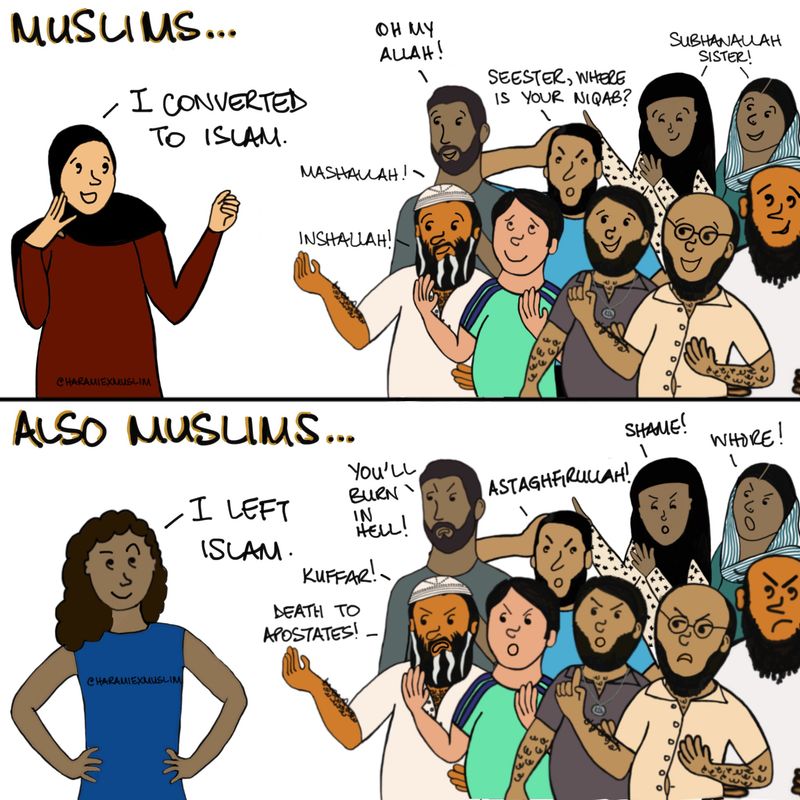 MUSLIMS...
I CONVERTED
TO ISLAM.
OH MY
ALLAH!
SEESTER, WHERE
IS YOUR NIQAB?
SUBHANALLAH
SISTER!
MASHALLAH!
INSHALLAH!
@HARAMIEXMUSLIM
ALSO MUSLIMS...
I LEFT
ISLAM.
YOU'LL
BURN
IN
HELL!
ASTAGHFIRULLAH!
SHAME!
WHORE!
KUFFAR!
DEATH TO
APOSTATES!
@HARAMIEXMUSLIM